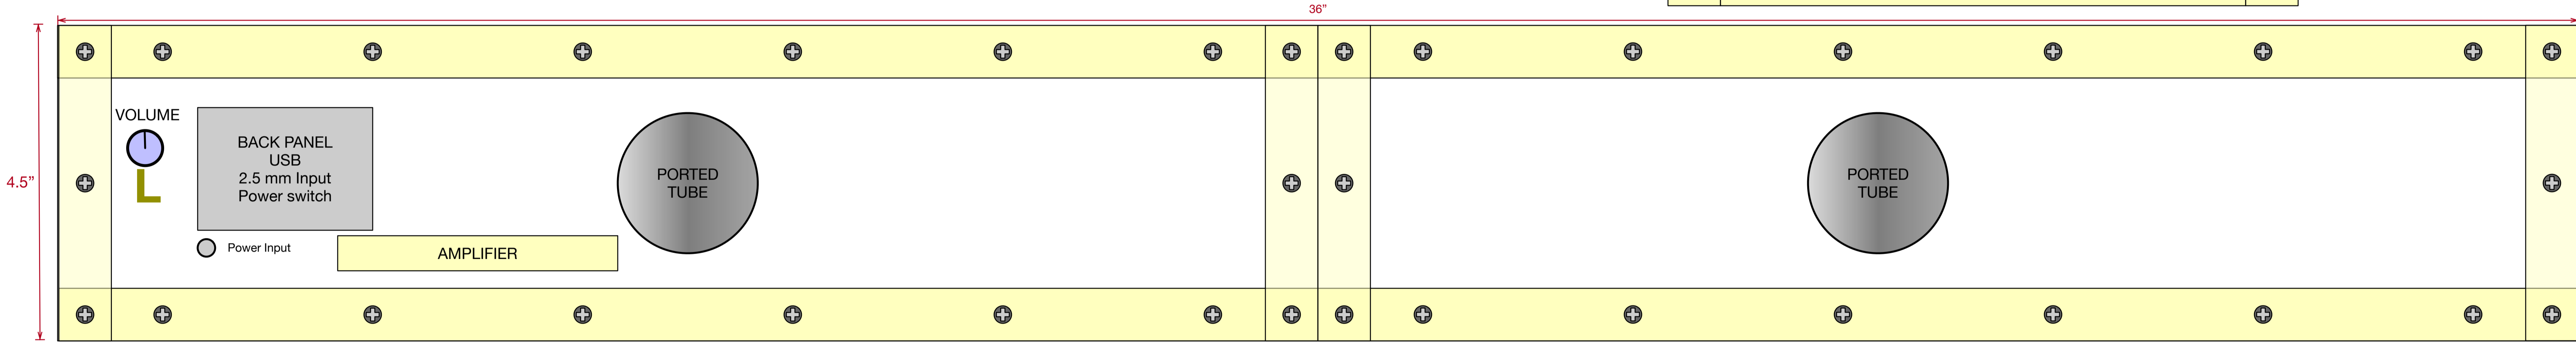 36”
VOLUME
BACK PANEL
USB
2.5 mm Input
Power switch
PORTED
TUBE
PORTED
TUBE
4.5”
L
Power Input
AMPLIFIER